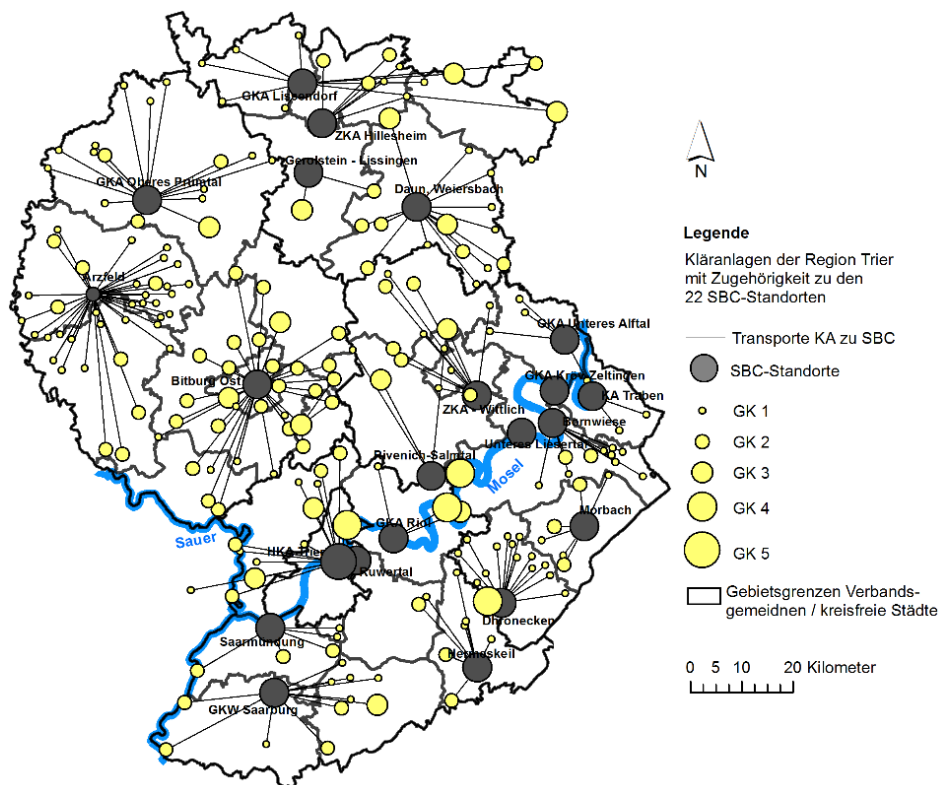 GKA Lissendorf
ZKA Hillesheim
Gerolstein - Lissingen
GKA Oberes Prümtal
Daun, Weiersbach
Arzfeld
GKA Unteres Alftal
Bitburg Ost
GKA Kröv-Zeltingen
KA Traben
ZKA - Wittlich
Bernwiese
Unteres Liesertal
Rivenich-Salmtal
Mosel
Morbach
GKA Riol
Sauer
HKA Trier
Ruwertal
Dhronecken
Saarmündung
Hermeskeil
GKW Saarburg
N
Legende
Kläranlagen der Region Trier
mit Zugehörigkeit zu den
22 SBC-Standorten
Transporte KA zu SBC
SBC-Standorte
GK 1
GK 2
GK 3
GK 4
GK 5
Gebietsgrenzen Verbands-
gemeidnen / kreisfreie Städte
0 5 10 20 Kilometer